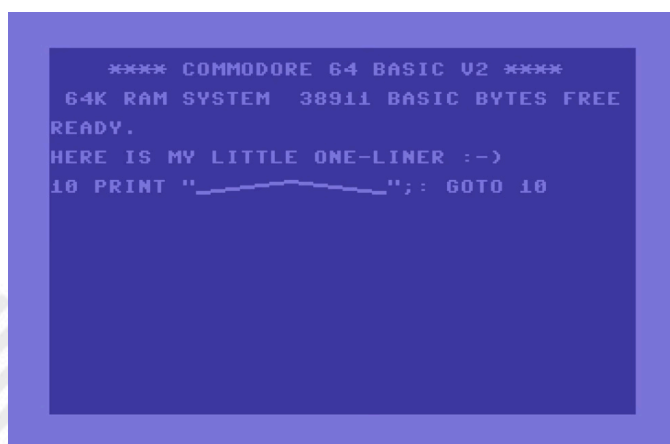 **** COMMODORE 64 BASIC V2 ****
64K RAM SYSTEM  38911 BASIC BYTES FREE
READY.
HERE IS MY LITTLE ONE-LINER :-)
10 PRINT "";: GOTO 10